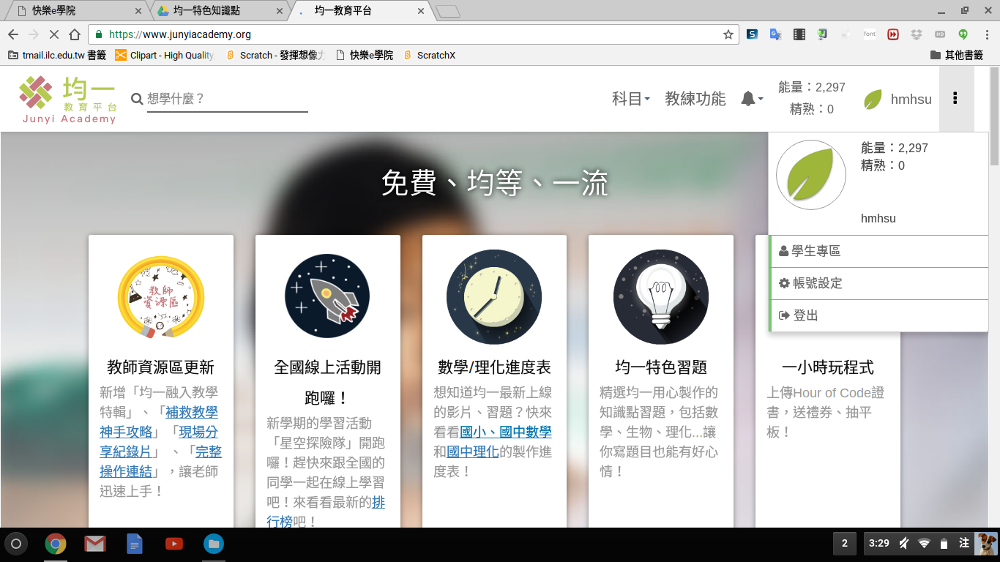 快樂e學院
均一特色知識點
均一教育平台
https://www.junyiacademy.org
font
HD
tmail.ilc.edu.tw 書籤
Clipart - High Quality
Scratch - 發揮想像力
快樂e學院
ScratchX
其他書籤
均一
教育平台
Junyi Academy
想學什麼？
科目
教練功能
能量：2,297
精熟：0
hmhsu
能量：2,297
精熟：0
hmhsu
學生專區
帳號設定
登出
免費、均等、一流
教師
資源區
教師資源區更新
新增「均一融入教學
特輯」、「補救教學
神手攻略」「現場分
享紀錄片」 、「完整
操作連結」，讓老師
迅速上手！
全國線上活動開
跑囉！
新學期的學習活動
「星空探險隊」開跑
囉！趕快來跟全國的
同學一起在線上學習
吧！來看看最新的排
行榜吧！
數學/理化進度表
想知道均一最新上線
的影片、習題？快來
看看國小、國中數學
和國中理化的製作進
度表！
均一特色習題
精選均一用心製作的
知識點習題，包括數
學、生物、理化...讓
你寫題目也能有好心
情！
一小時玩程式
上傳Hour of Code證
書，送禮券、抽平
板！
2
3:29
注